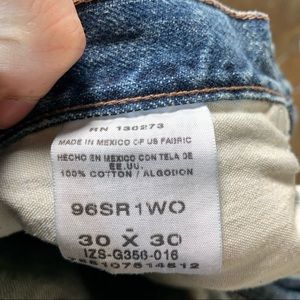 RN 130273
MADE IN MEXICO OF US FABRIC
HECHO EN MEXICO CON TELA DE
EE.UU.
100% COTTON / ALGODON
96SR1WO
30 X 30
IZS-G356-016